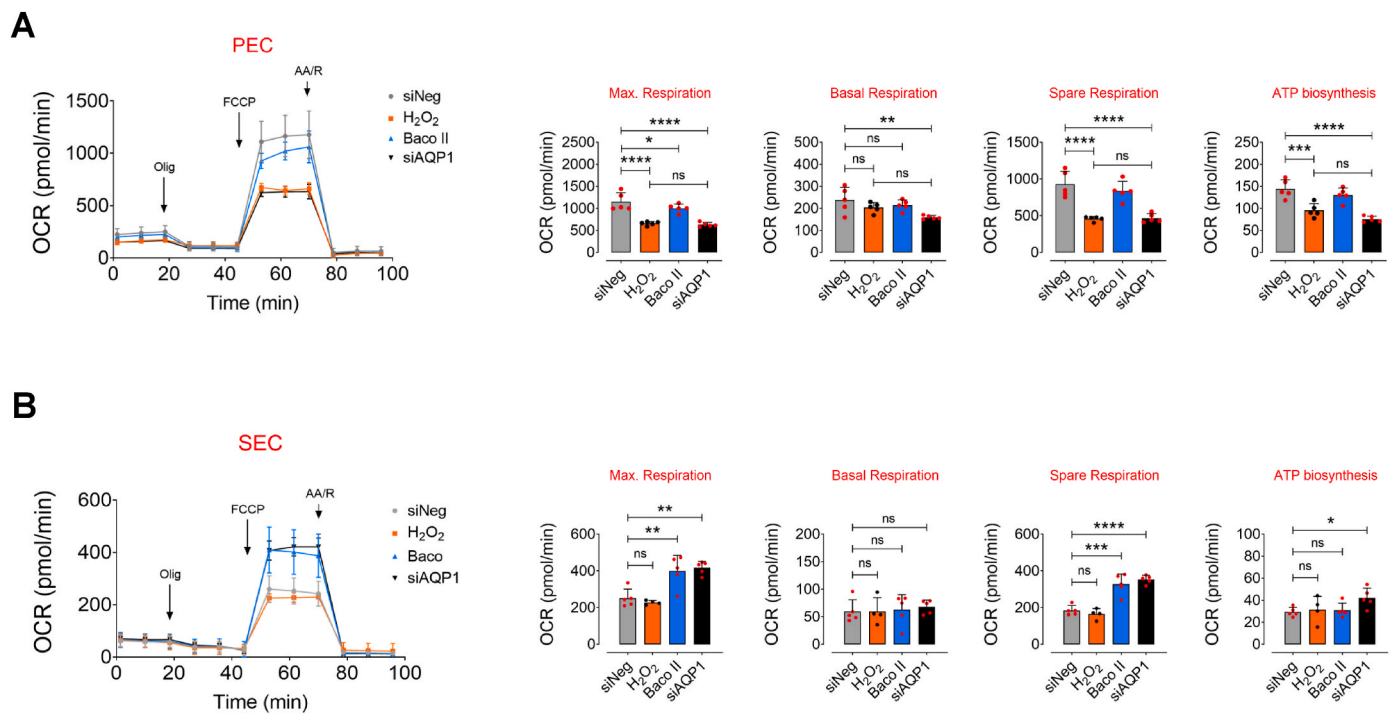 A
PEC
OCR (pmol/min)
1500
1000
500
0
0 20 40 60 80 100
Time (min)
Olig
FCCP
AA/R
siNeg
H2O2
Baco II
siAQP1
Max. Respiration
OCR (pmol/min)
2500
2000
1500
1000
500
0
****
*
****
ns
siNeg
H2O2
Baco II
siAQP1
Basal Respiration
OCR (pmol/min)
500
400
300
200
100
0
**
ns
ns
ns
siNeg
H2O2
Baco II
siAQP1
Spare Respiration
OCR (pmol/min)
1500
1000
500
0
****
****
ns
siNeg
H2O2
Baco II
siAQP1
ATP biosynthesis
OCR (pmol/min)
250
200
150
100
50
0
****
***
ns
siNeg
H2O2
Baco II
siAQP1
B
SEC
OCR (pmol/min)
600
400
200
0
0 20 40 60 80 100
Time (min)
Olig
FCCP
AA/R
siNeg
H2O2
Baco
siAQP1
Max. Respiration
OCR (pmol/min)
800
600
400
200
0
**
**
ns
siNeg
H2O2
Baco II
siAQP1
Basal Respiration
OCR (pmol/min)
200
150
100
50
0
ns
ns
ns
siNeg
H2O2
Baco II
siAQP1
Spare Respiration
OCR (pmol/min)
600
400
200
0
****
***
ns
siNeg
H2O2
Baco II
siAQP1
ATP biosynthesis
OCR (pmol/min)
100
80
60
40
20
0
*
ns
ns
siNeg
H2O2
Baco II
siAQP1